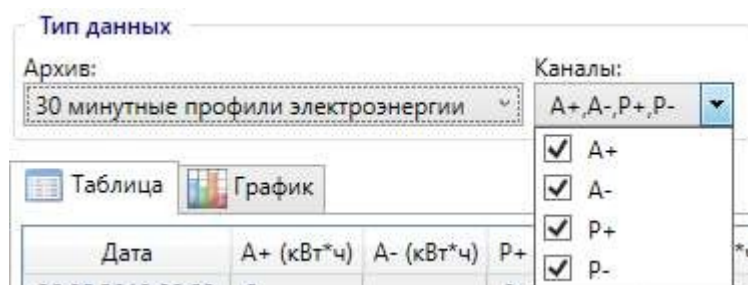 Тип данных
Архив: Каналы:
30 минутные профили электроэнергии A+,A-,P+,P-
A+
Таблица График A-
P+
Дата A+ (кВт*ч) A- (кВт*ч) P+
P-